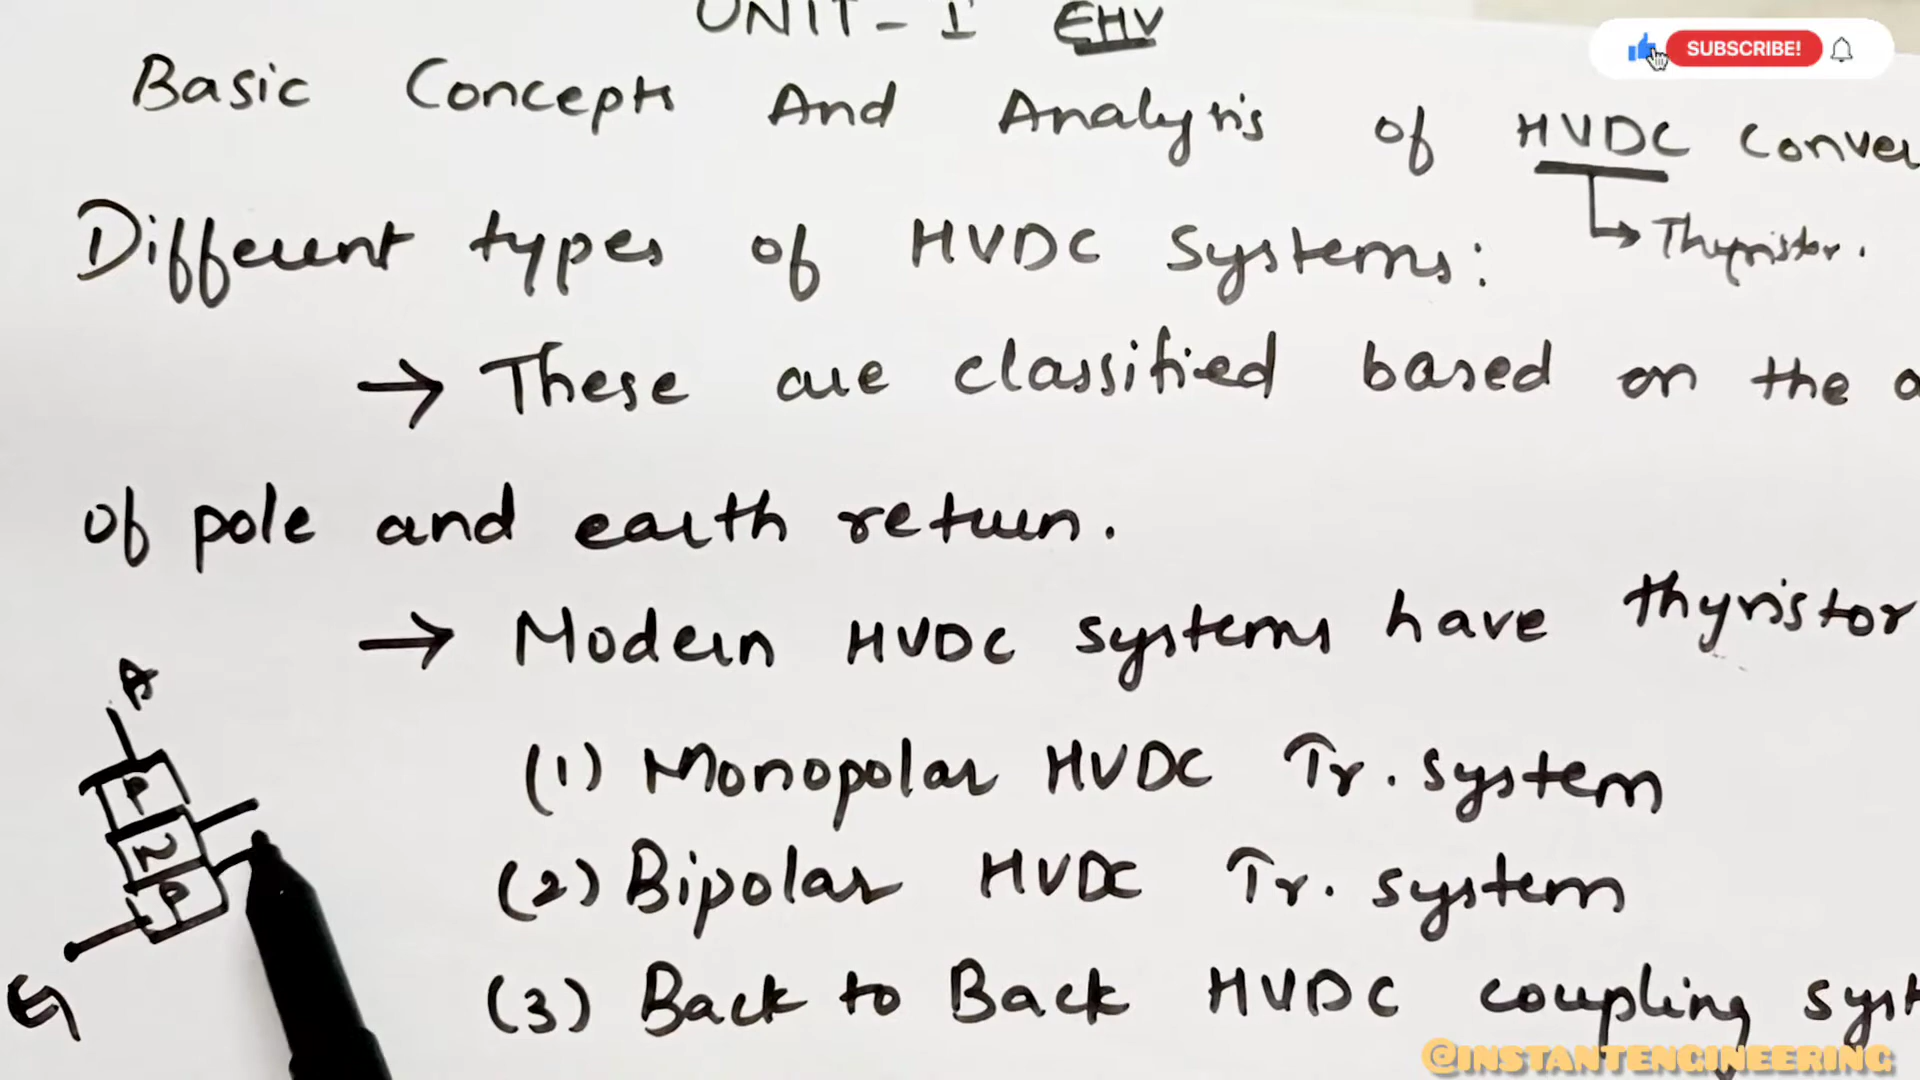 UNIT - I EHV
SUBSCRIBE!
Basic Concepts And Analysis of HVDC Conver
Thyristor.
Different types of HVDC Systems:
→ These are classified based on the a
of pole and earth return.
→ Modern HVDC systems have thyristor
A
(1) Monopolar HVDC Tr. system
(2) Bipolar HVDC Tr. system
(3) Back to Back HVDC coupling syst
G
@INSTANTENGINEERING